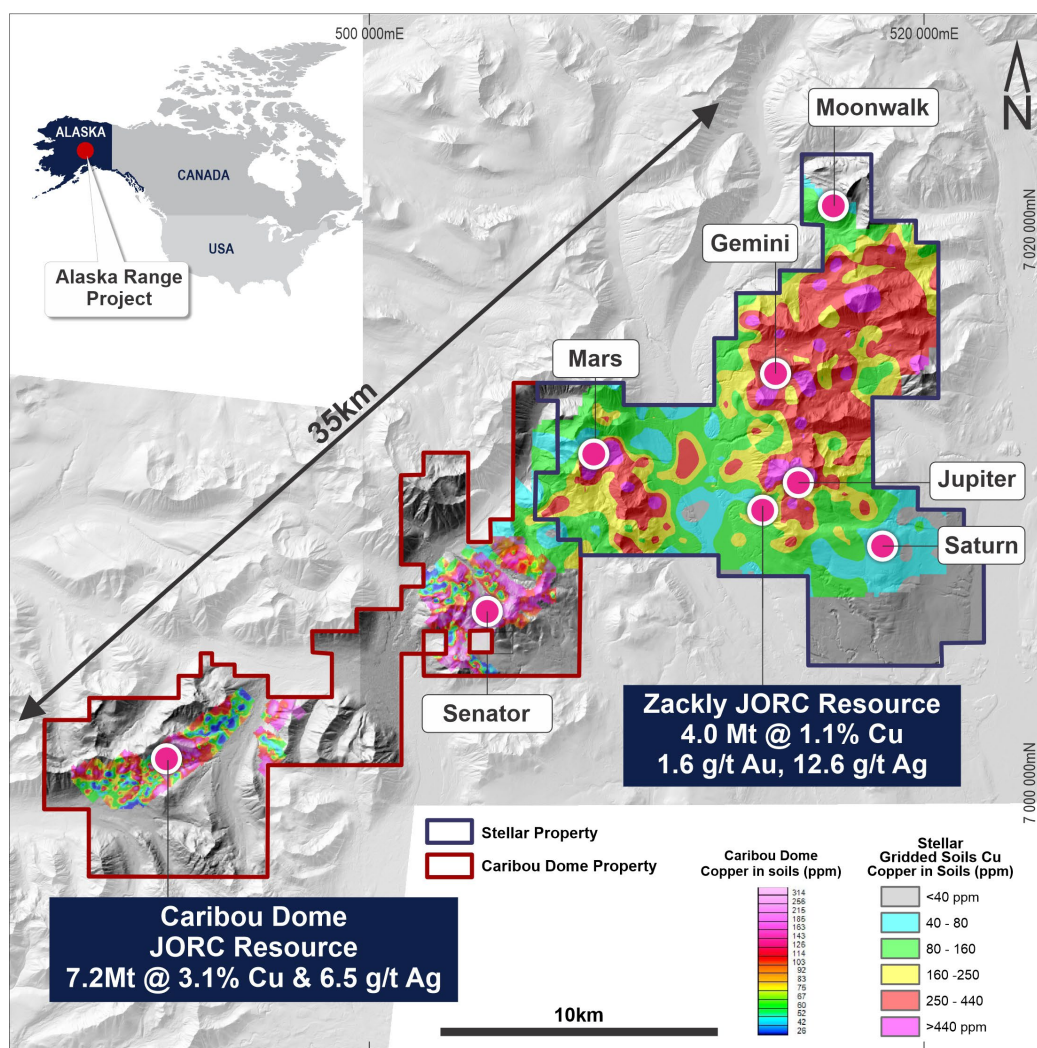 500 000mE
520 000mE
N
ALASKA
CANADA
USA
Alaska Range
Project
Moonwalk
7 020 000mN
Gemini
Mars
35km
Jupiter
Saturn
Senator
Zackly JORC Resource
4.0 Mt @ 1.1% Cu
1.6 g/t Au, 12.6 g/t Ag
7 000 000mN
Caribou Dome
JORC Resource
7.2Mt @ 3.1% Cu & 6.5 g/t Ag
Stellar Property
Caribou Dome Property
10km
Caribou Dome
Copper in soils (ppm)
314
256
215
185
163
143
126
114
103
92
83
75
67
60
52
42
26
Stellar
Gridded Soils Cu
Copper in Soils (ppm)
<40 ppm
40 - 80
80 - 160
160 -250
250 - 440
>440 ppm